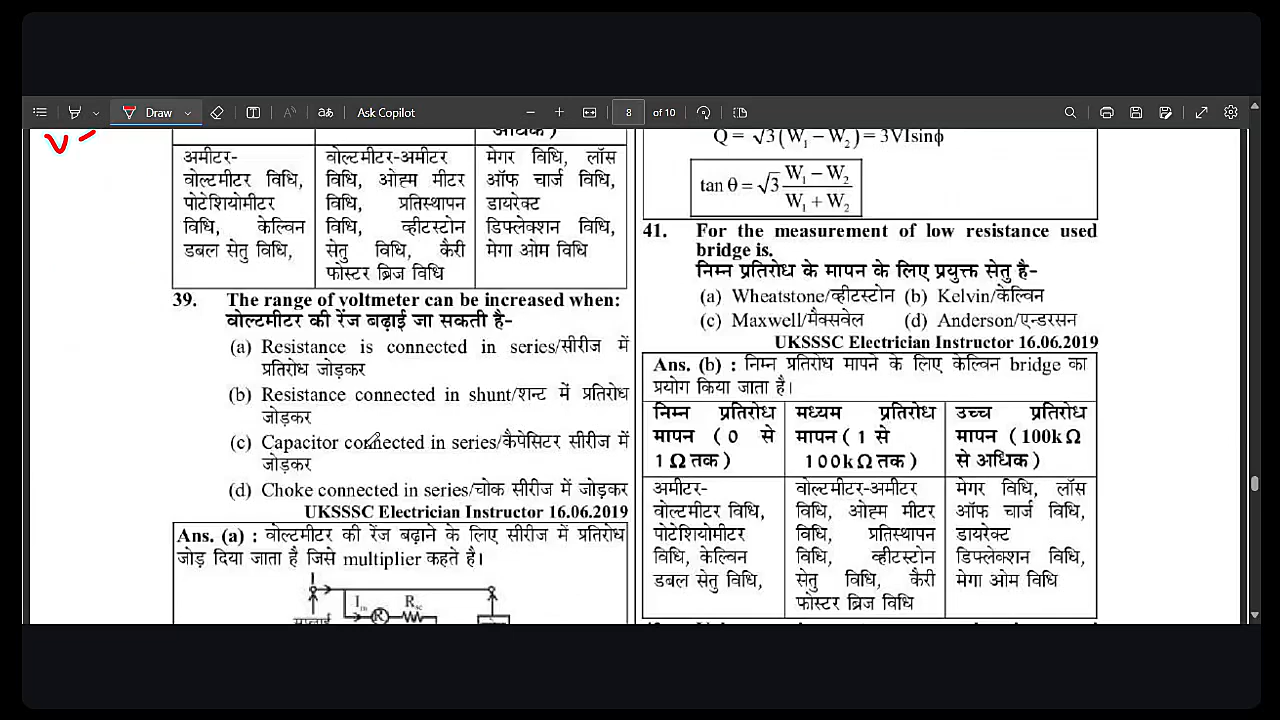 Draw
Ask Copilot
8
of 10
V -
अधिक )
अमीटर-
वोल्टमीटर विधि,
पोटेशियोमीटर
विधि, केल्विन
डबल सेतु विधि,
वोल्टमीटर-अमीटर
विधि, ओह्म मीटर
विधि, प्रतिस्थापन
विधि, व्हीटस्टोन
सेतु विधि, कैरी
फोस्टर ब्रिज विधि
मेगर विधि, लॉस
ऑफ चार्ज विधि,
डायरेक्ट
डिफ्लेक्शन विधि,
मेगा ओम विधि
39. The range of voltmeter can be increased when:
वोल्टमीटर की रेंज बढ़ाई जा सकती है-
(a) Resistance is connected in series/सीरीज में
प्रतिरोध जोड़कर
(b) Resistance connected in shunt/शन्ट में प्रतिरोध
जोड़कर
(c) Capacitor connected in series/कैपेसिटर सीरीज में
जोड़कर
(d) Choke connected in series/चोक सीरीज में जोड़कर
UKSSSC Electrician Instructor 16.06.2019
Ans. (a) : वोल्टमीटर की रेंज बढ़ाने के लिए सीरीज में प्रतिरोध
जोड़ दिया जाता है जिसे multiplier कहते है।
I
Im
R
Rse
सप्लाई
Q = √3(W₁ − W₂) = 3VIsinϕ
tan θ = √3 (W₁ − W₂)/(W₁ + W₂)
41. For the measurement of low resistance used
bridge is.
निम्न प्रतिरोध के मापन के लिए प्रयुक्त सेतु है-
(a) Wheatstone/व्हीटस्टोन (b) Kelvin/केल्विन
(c) Maxwell/मैक्सवेल (d) Anderson/एन्डरसन
UKSSSC Electrician Instructor 16.06.2019
Ans. (b) : निम्न प्रतिरोध मापने के लिए केल्विन bridge का
प्रयोग किया जाता है।
निम्न प्रतिरोध
मापन ( 0 से
1Ω तक )
मध्यम प्रतिरोध
मापन ( 1 से
100kΩ तक )
उच्च प्रतिरोध
मापन (100kΩ
से अधिक )
अमीटर-
वोल्टमीटर विधि,
पोटेशियोमीटर
विधि, केल्विन
डबल सेतु विधि,
वोल्टमीटर-अमीटर
विधि, ओह्म मीटर
विधि, प्रतिस्थापन
विधि, व्हीटस्टोन
सेतु विधि, कैरी
फोस्टर ब्रिज विधि
मेगर विधि, लॉस
ऑफ चार्ज विधि,
डायरेक्ट
डिफ्लेक्शन विधि,
मेगा ओम विधि